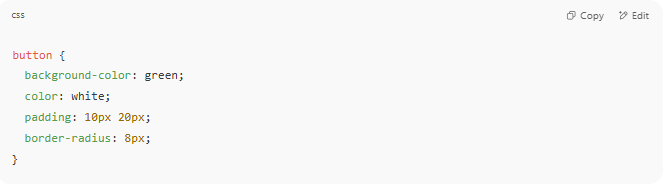 css
Copy
Edit
button {
  background-color: green;
  color: white;
  padding: 10px 20px;
  border-radius: 8px;
}